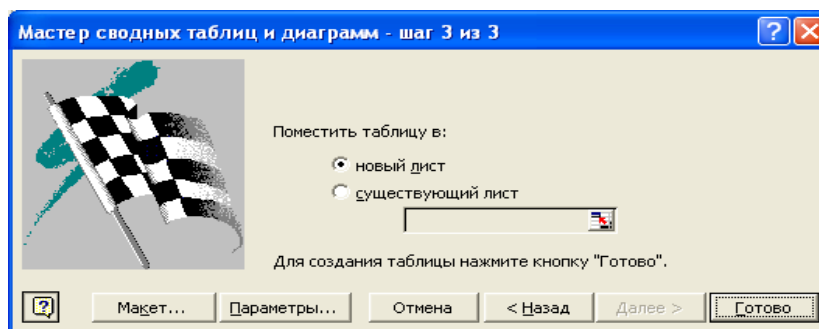 Мастер сводных таблиц и диаграмм - шаг 3 из 3
Поместить таблицу в:
новый лист
существующий лист
Для создания таблицы нажмите кнопку "Готово".
Макет... Параметры... Отмена < Назад Далее > Готово